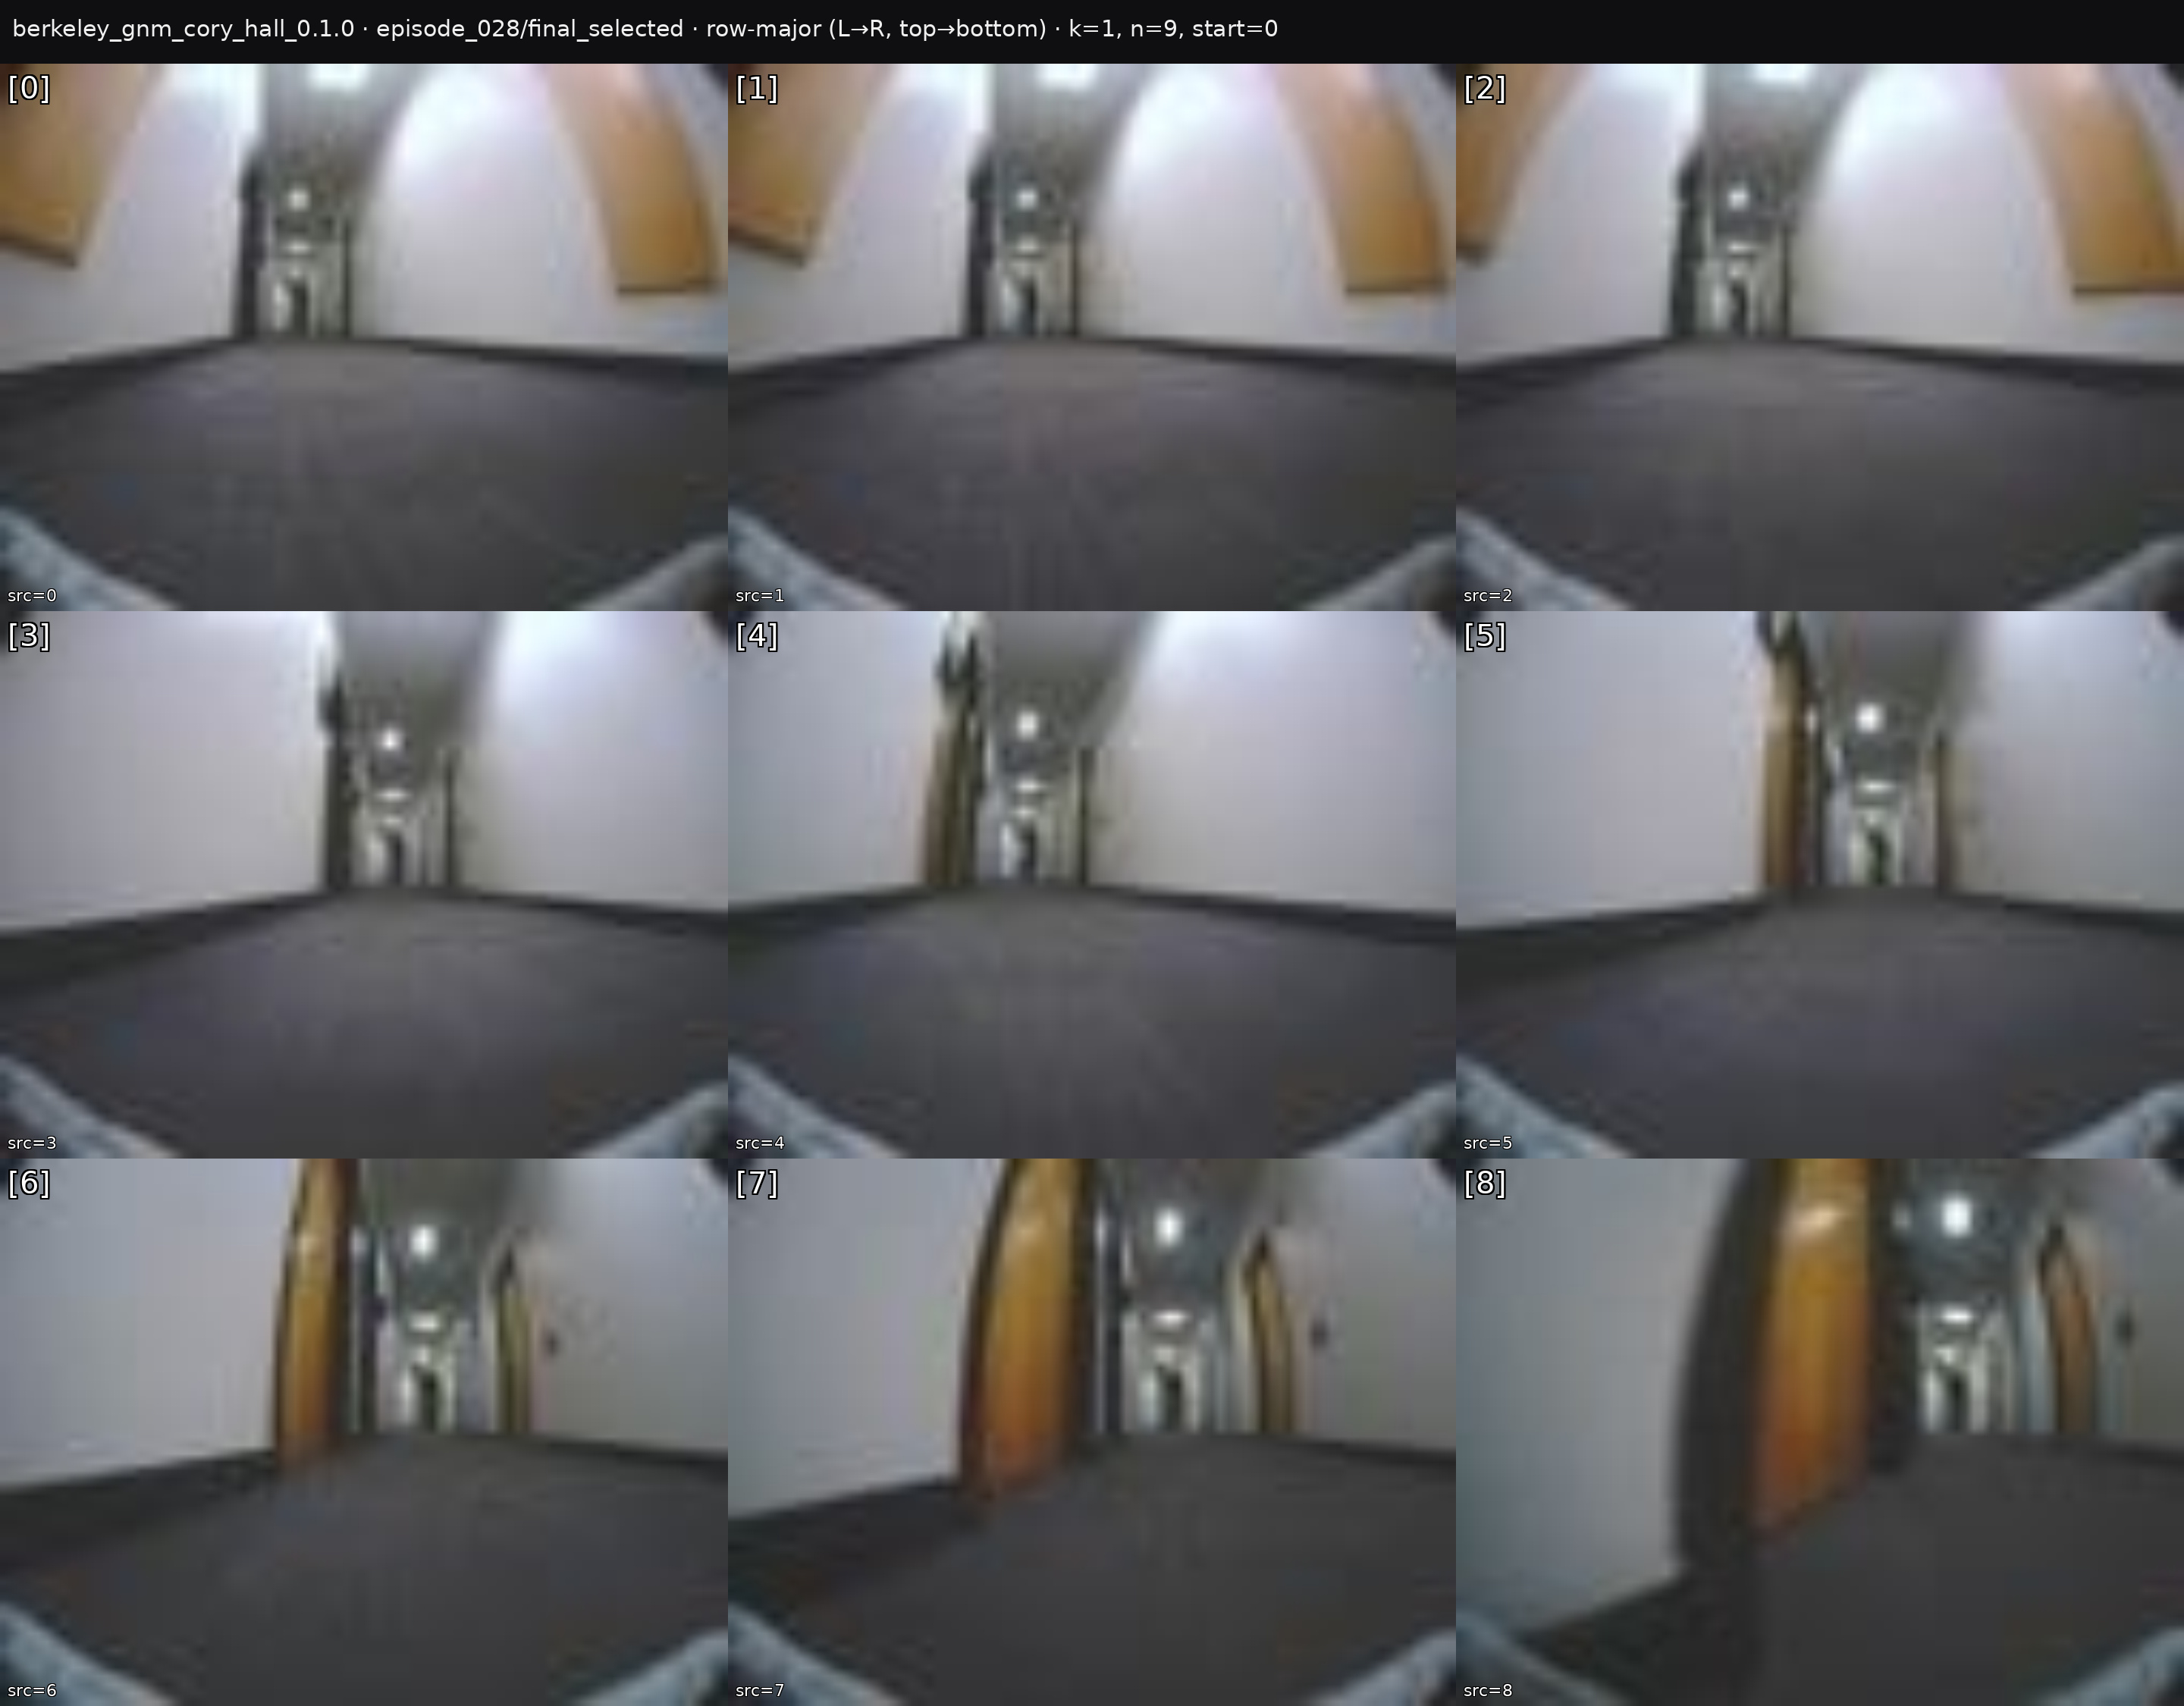 berkeley_gnm_cory_hall_0.1.0 · episode_028/final_selected · row-major (L→R, top→bottom) · k=1, n=9, start=0
[0]
[1]
[2]
src=0
src=1
src=2
[3]
[4]
[5]
src=3
src=4
src=5
[6]
[7]
[8]
src=6
src=7
src=8